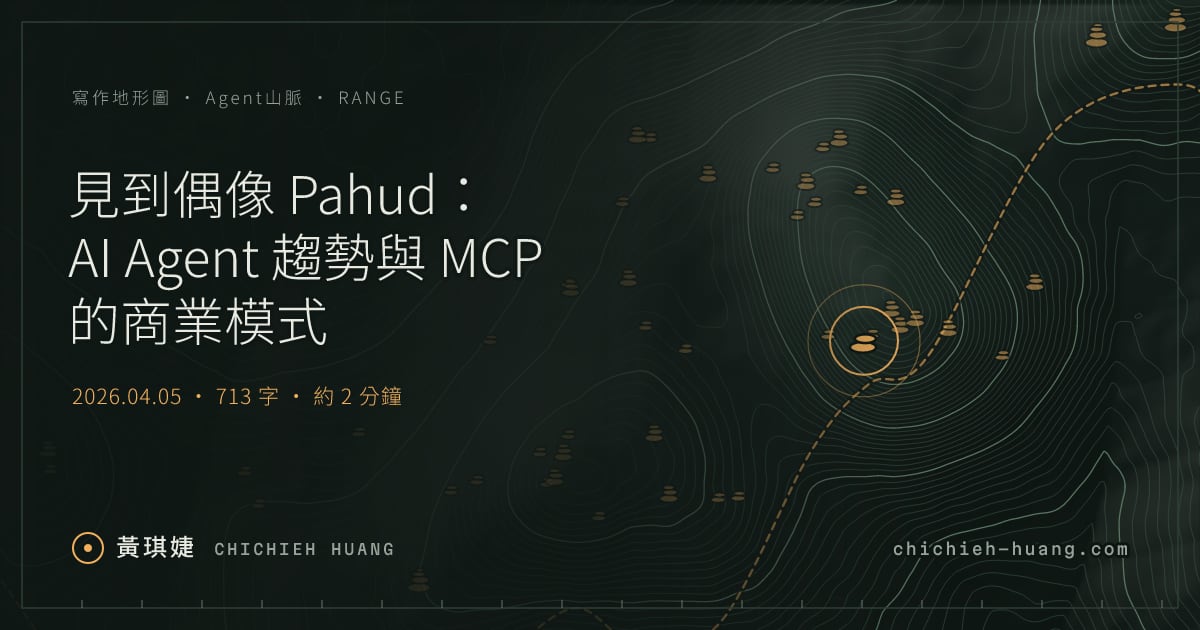 寫作地形圖 · Agent山脈 · RANGE
見到偶像 Pahud：
AI Agent 趨勢與 MCP
的商業模式
2026.04.05 · 713 字 · 約 2 分鐘
黃琪婕 CHICHIEH HUANG
chichieh-huang.com